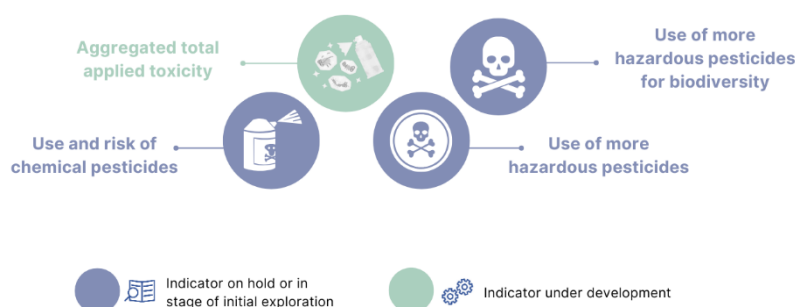 Aggregated total
applied toxicity
Use of more
hazardous pesticides
for biodiversity
Use and risk of
chemical pesticides
Use of more
hazardous pesticides
Indicator on hold or in
stage of initial exploration
Indicator under development